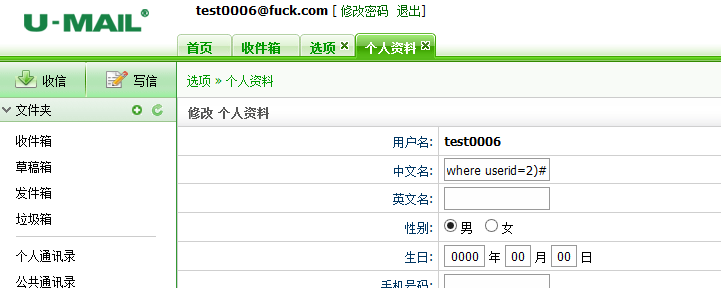 U-MAIL®
test0006@fuck.com [ 修改密码 退出]
首页 收件箱 选项 × 个人资料 ×
收信 写信
选项 » 个人资料
文件夹
修改 个人资料
收件箱
草稿箱
发件箱
垃圾箱
个人通讯录
公共通讯录
用户名: test0006
中文名: where userid=2)#
英文名:
性别: 男 女
生日: 0000 年 00 月 00 日
手机号码: